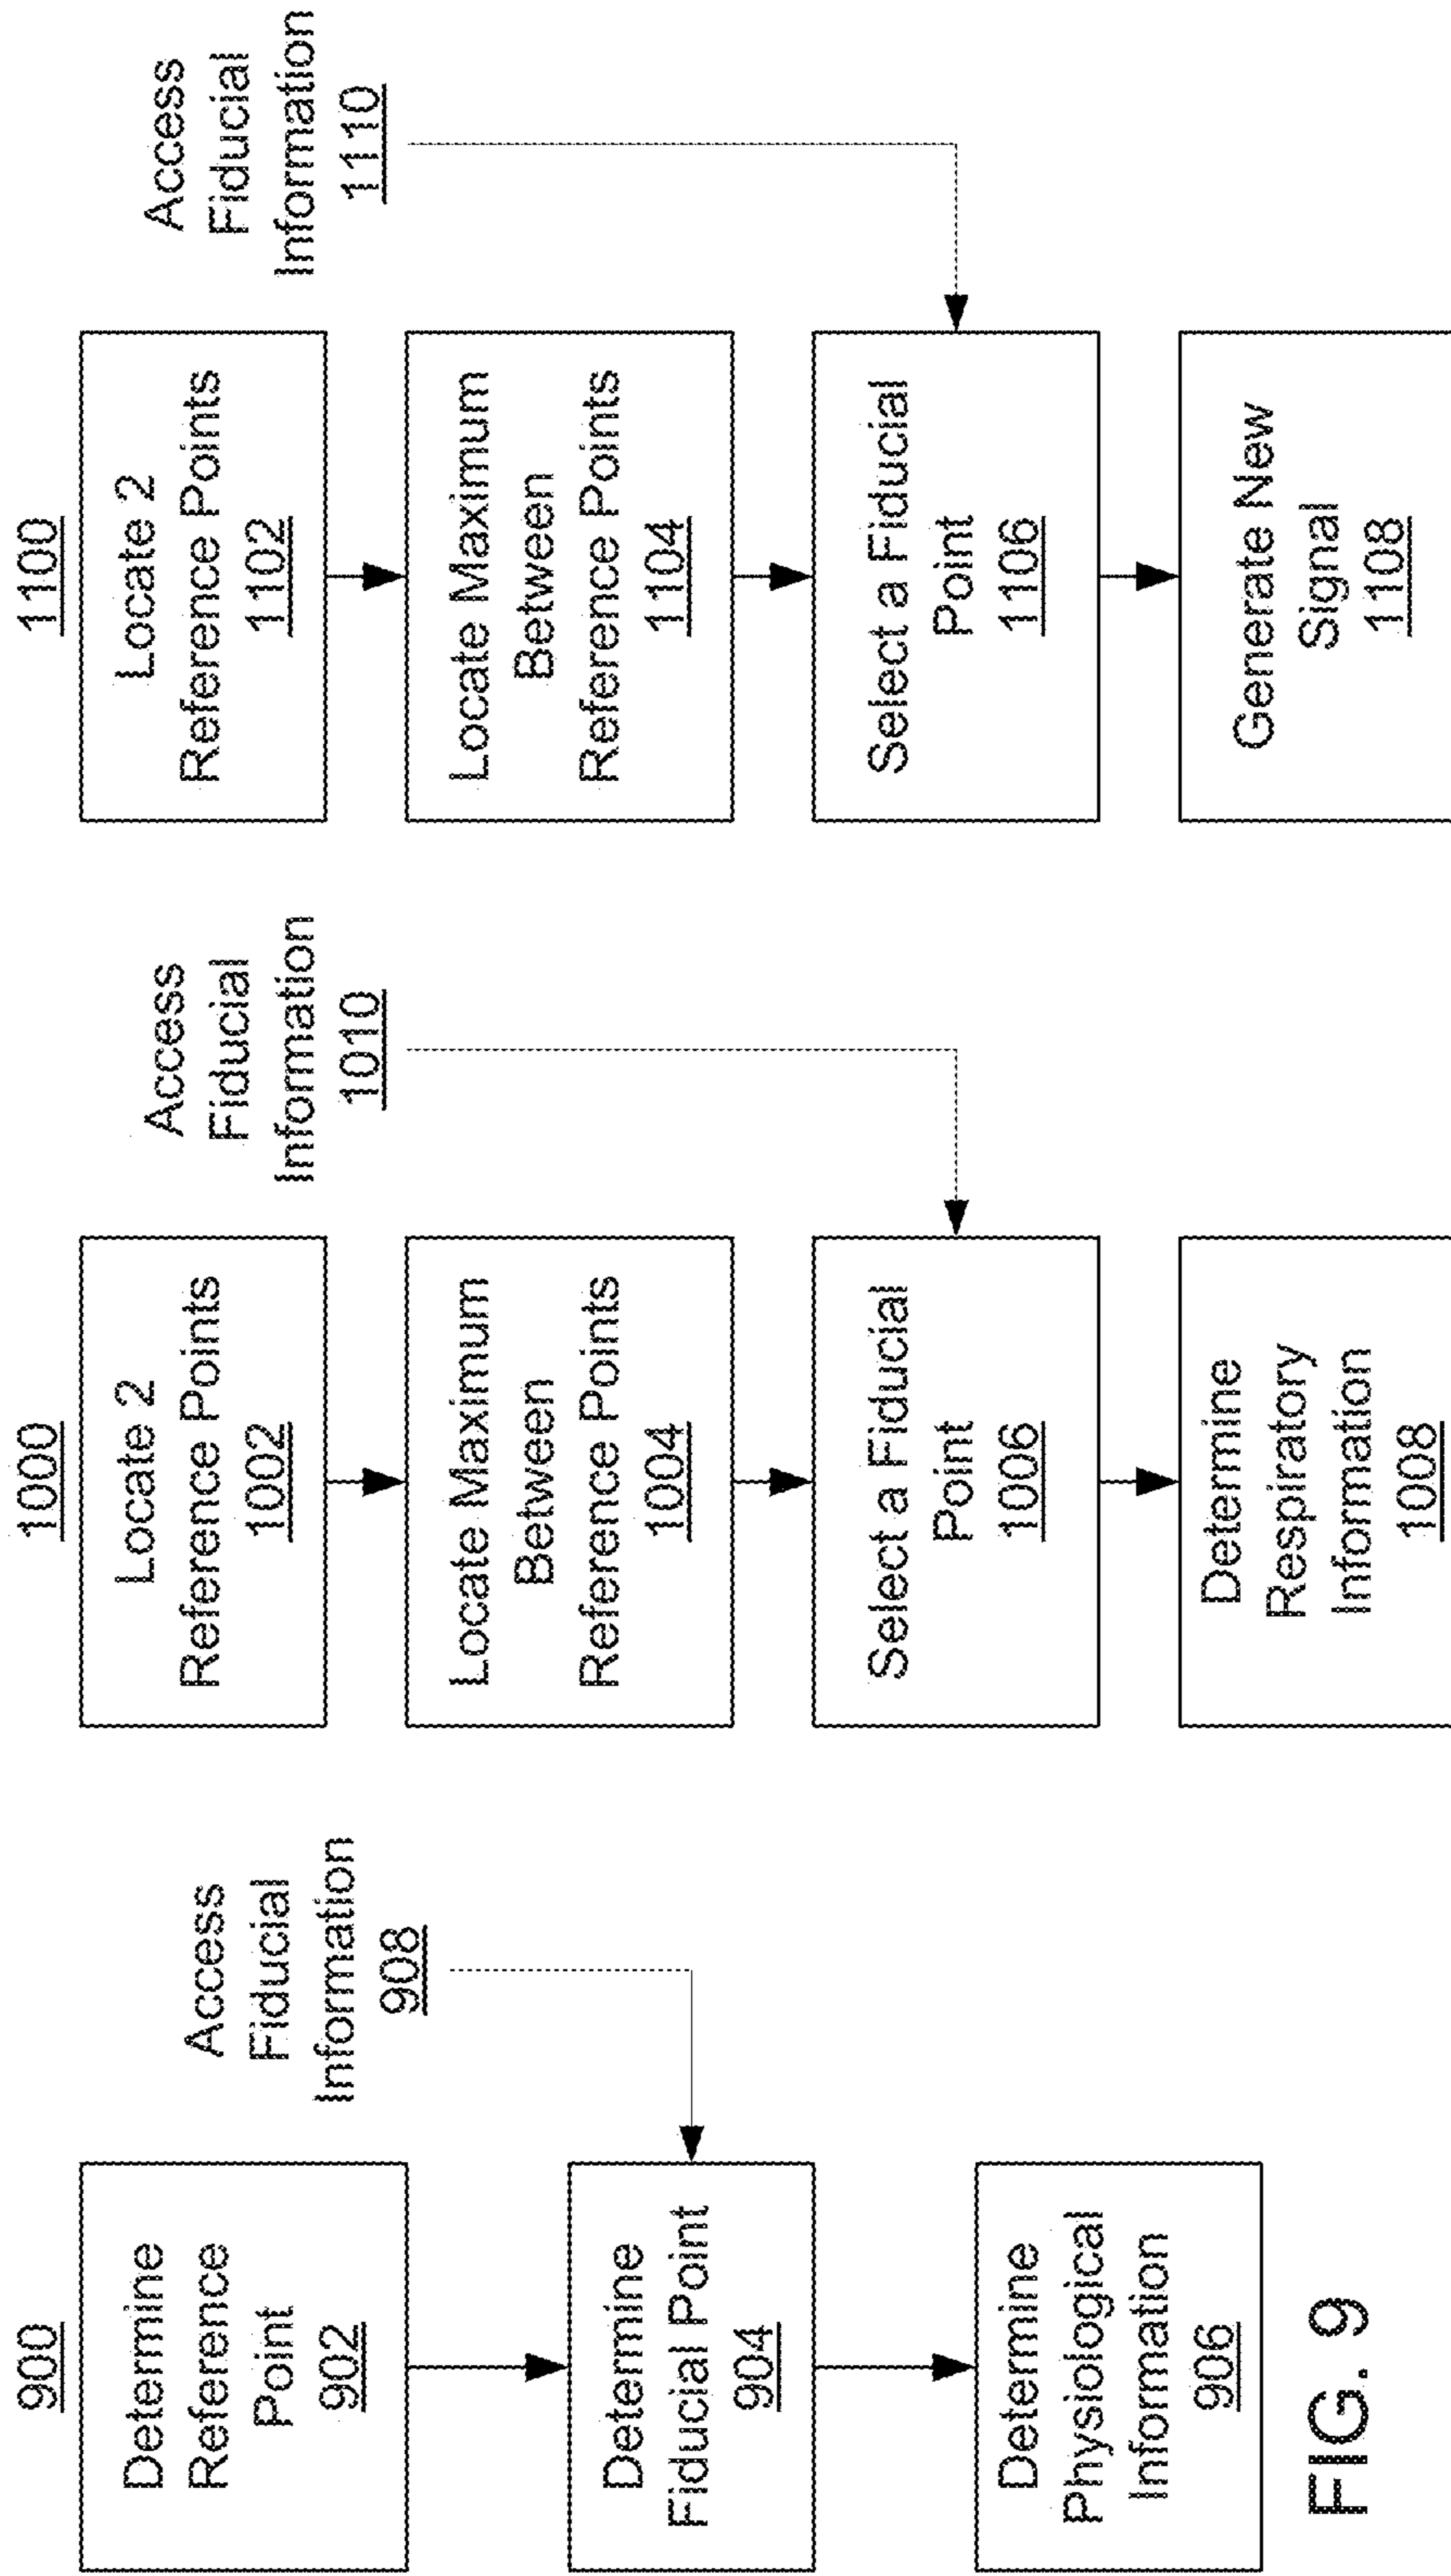 900
Determine
Reference
Point
902
Access
Fiducial
Information
908
Determine
Fiducial Point
904
Determine
Physiological
Information
906
FIG. 9
1000
Locate 2
Reference Points
1002
Locate Maximum
Between
Reference Points
1004
Access
Fiducial
Information
1010
Select a Fiducial
Point
1006
Determine
Respiratory
Information
1008
1100
Locate 2
Reference Points
1102
Locate Maximum
Between
Reference Points
1104
Access
Fiducial
Information
1110
Select a Fiducial
Point
1106
Generate New
Signal
1108